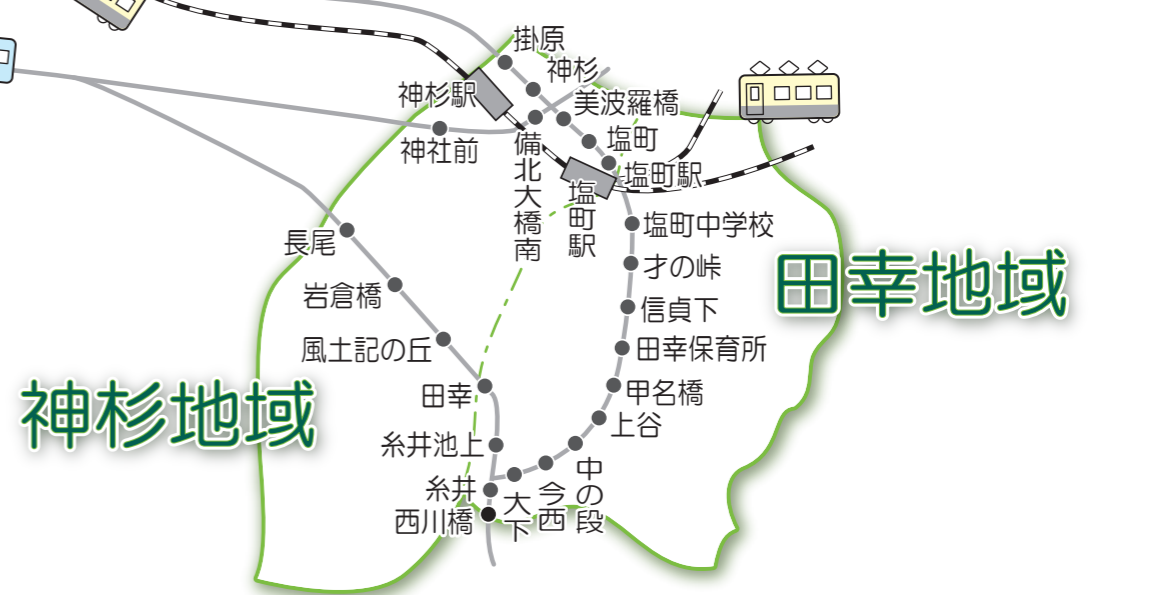 掛原
神杉
神杉駅
美波羅橋
神社前
備北大橋南
塩町
塩町駅
塩町駅
塩町中学校
長尾
才の峠
田幸地域
岩倉橋
信貞下
風土記の丘
田幸保育所
神杉地域
田幸
甲名橋
上谷
糸井池上
中の段
糸井
今西
大下
西川橋